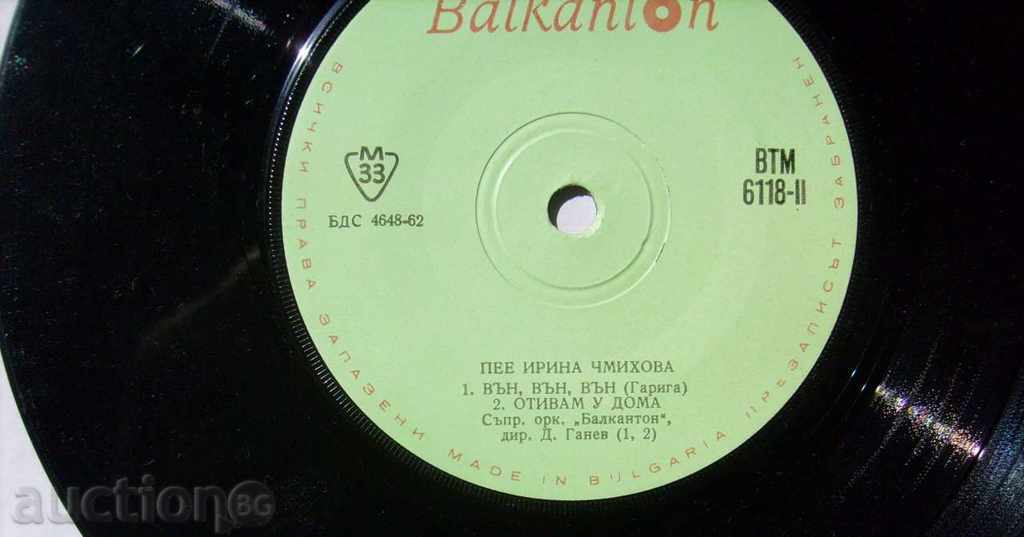 Balkanton
М
33
БДС 4648-62
ВТМ
6118-II
ПЕЕ ИРИНА ЧМИХОВА
1. ВЪН, ВЪН, ВЪН (Гарига)
2. ОТИВАМ У ДОМА
Съпр. орк. „Балкантон“,
дир. Д. Ганев (1, 2)
ВСИЧКИ ПРАВА ЗАПАЗЕНИ MADE IN BULGARIA ПРЕЗАПИСЪТ ЗАБРАНЕН
auction BG